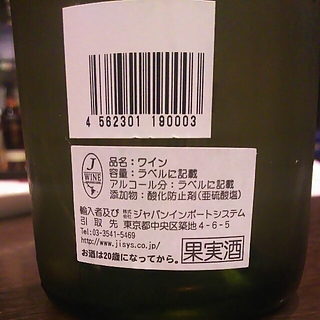 4 562301 190003
J
WINE
品名:ワイン
容量:ラベルに記載
アルコール分:ラベルに記載
添加物:酸化防止剤(亜硫酸塩)
輸入者及び 株式会社 ジャパンインポートシステム
引取先 東京都中央区築地4-6-5
Tel:03-3541-5469
http://www.jisys.co.jp/
お酒は20歳になってから。
果実酒